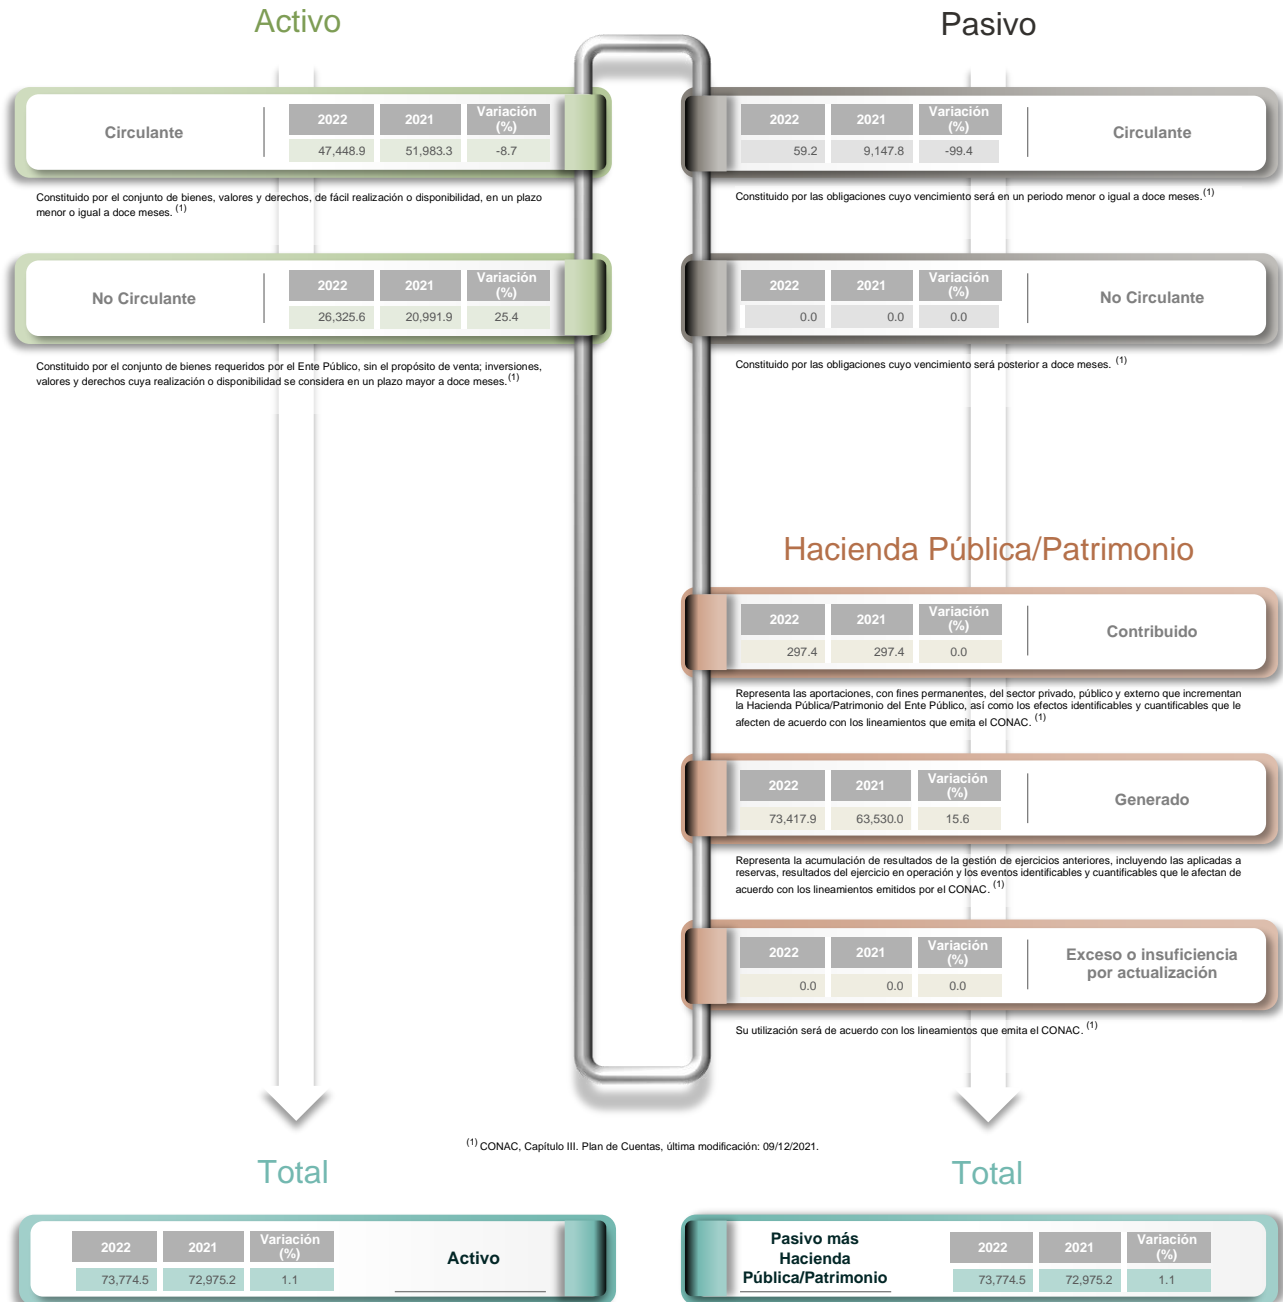 Activo
Circulante
2022 2021 Variación (%)
47,448.9 51,983.3 -8.7
Constituido por el conjunto de bienes, valores y derechos, de fácil realización o disponibilidad, en un plazo
menor o igual a doce meses. (1)
No Circulante
2022 2021 Variación (%)
26,325.6 20,991.9 25.4
Constituido por el conjunto de bienes requeridos por el Ente Público, sin el propósito de venta; inversiones,
valores y derechos cuya realización o disponibilidad se considera en un plazo mayor a doce meses.(1)
Pasivo
2022 2021 Variación (%)
59.2 9,147.8 -99.4
Circulante
Constituido por las obligaciones cuyo vencimiento será en un periodo menor o igual a doce meses.(1)
2022 2021 Variación (%)
0.0 0.0 0.0
No Circulante
Constituido por las obligaciones cuyo vencimiento será posterior a doce meses. (1)
Hacienda Pública/Patrimonio
2022 2021 Variación (%)
297.4 297.4 0.0
Contribuido
Representa las aportaciones, con fines permanentes, del sector privado, público y externo que incrementan
la Hacienda Pública/Patrimonio del Ente Público, así como los efectos identificables y cuantificables que le
afecten de acuerdo con los lineamientos que emita el CONAC. (1)
2022 2021 Variación (%)
73,417.9 63,530.0 15.6
Generado
Representa la acumulación de resultados de la gestión de ejercicios anteriores, incluyendo las aplicadas a
reservas, resultados del ejercicio en operación y los eventos identificables y cuantificables que le afectan de
acuerdo con los lineamientos emitidos por el CONAC. (1)
2022 2021 Variación (%)
0.0 0.0 0.0
Exceso o insuficiencia
por actualización
Su utilización será de acuerdo con los lineamientos que emita el CONAC. (1)
(1) CONAC, Capítulo III. Plan de Cuentas, última modificación: 09/12/2021.
Total
2022 2021 Variación (%)
73,774.5 72,975.2 1.1
Activo
Total
Pasivo más
Hacienda
Pública/Patrimonio
2022 2021 Variación (%)
73,774.5 72,975.2 1.1